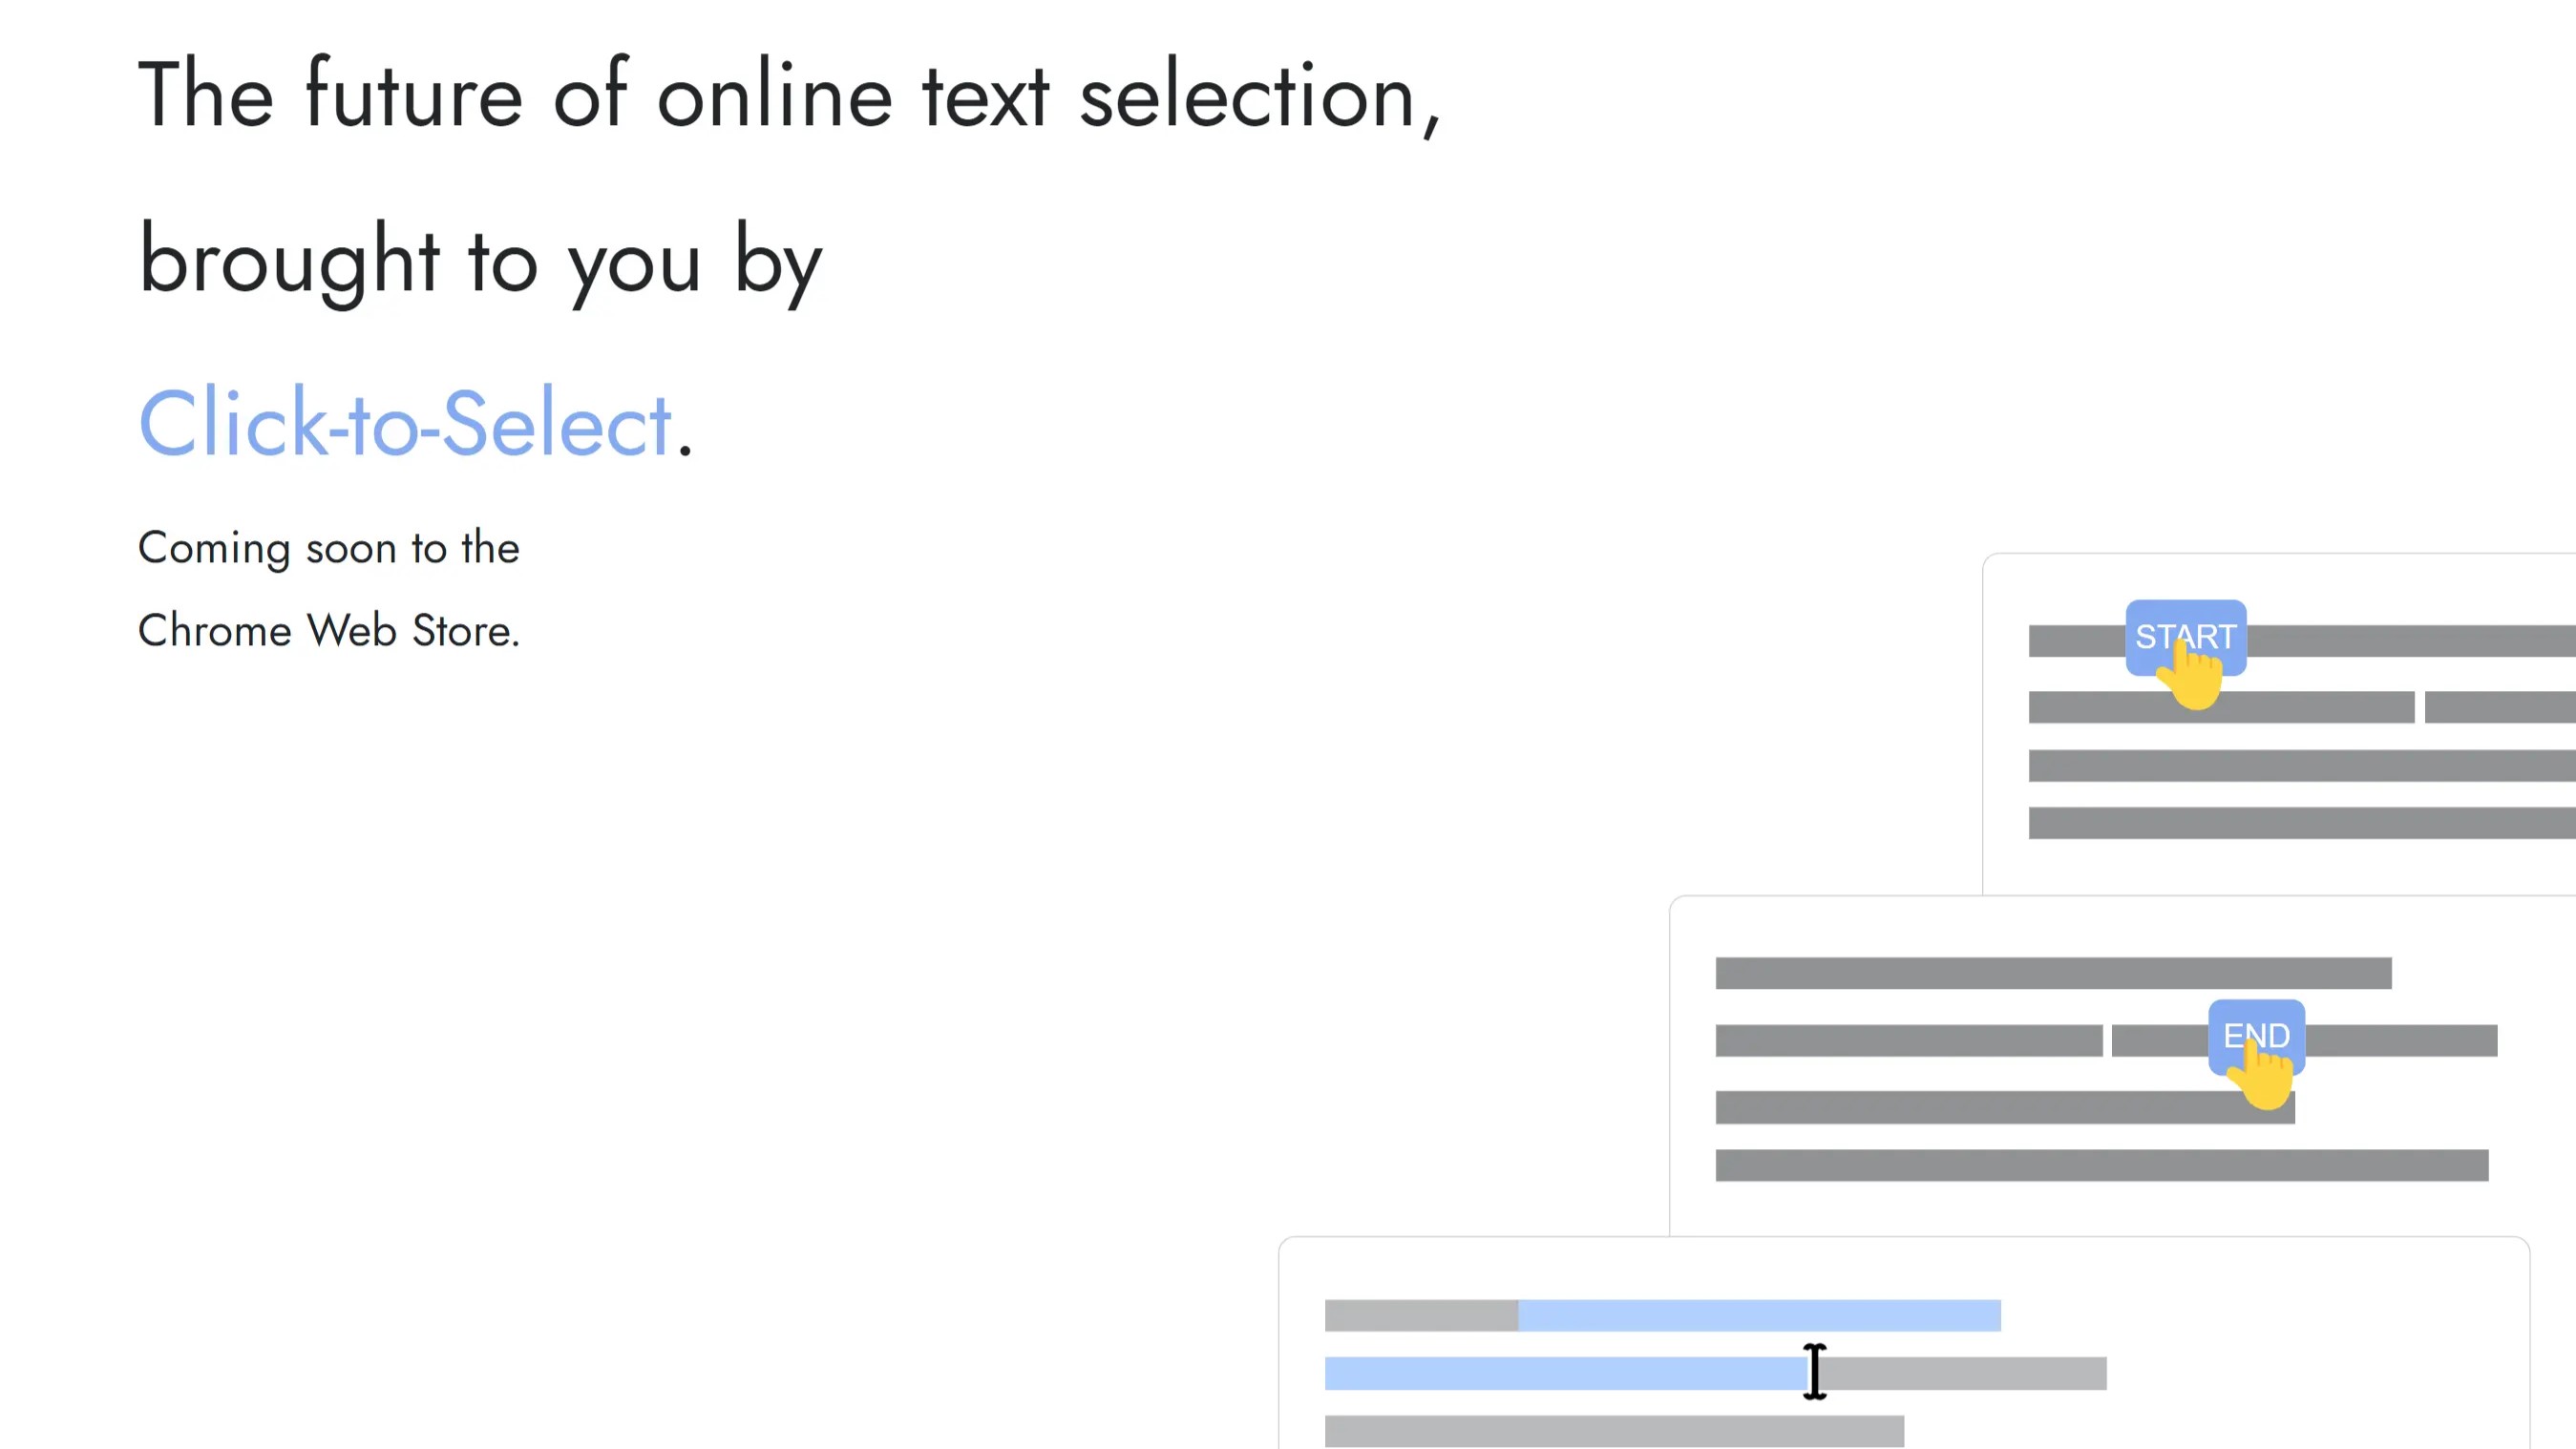 The future of online text selection,
brought to you by
Click-to-Select.
Coming soon to the
Chrome Web Store.
START
END